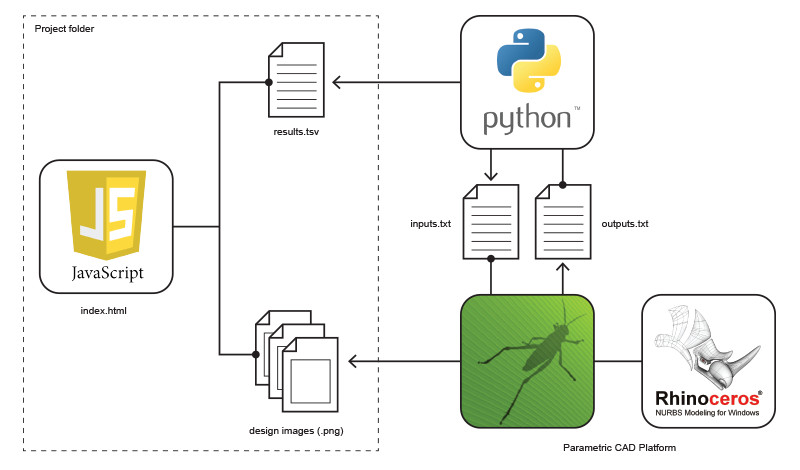 Project folder
results.tsv
python™
inputs.txt
outputs.txt
JS
JavaScript
index.html
design images (.png)
Rhinoceros®
NURBS Modeling for Windows
Parametric CAD Platform